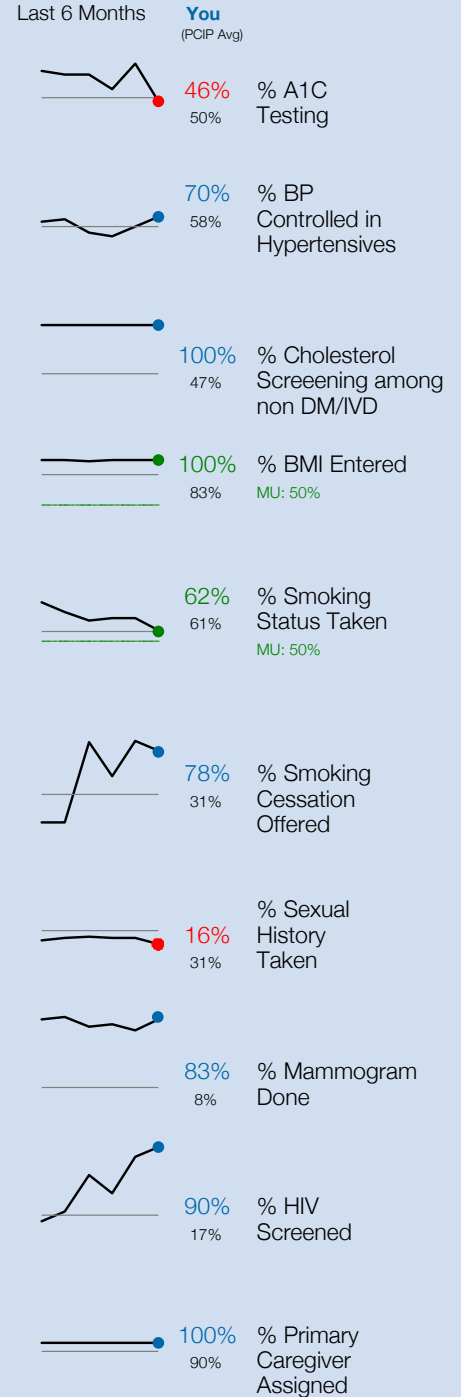 Last 6 Months
You
(PCIP Avg)
46%
50%
% A1C
Testing
70%
58%
% BP
Controlled in
Hypertensives
100%
47%
% Cholesterol
Screeening among
non DM/IVD
100%
83%
% BMI Entered
MU: 50%
62%
61%
% Smoking
Status Taken
MU: 50%
78%
31%
% Smoking
Cessation
Offered
16%
31%
% Sexual
History
Taken
83%
8%
% Mammogram
Done
90%
17%
% HIV
Screened
100%
90%
% Primary
Caregiver
Assigned